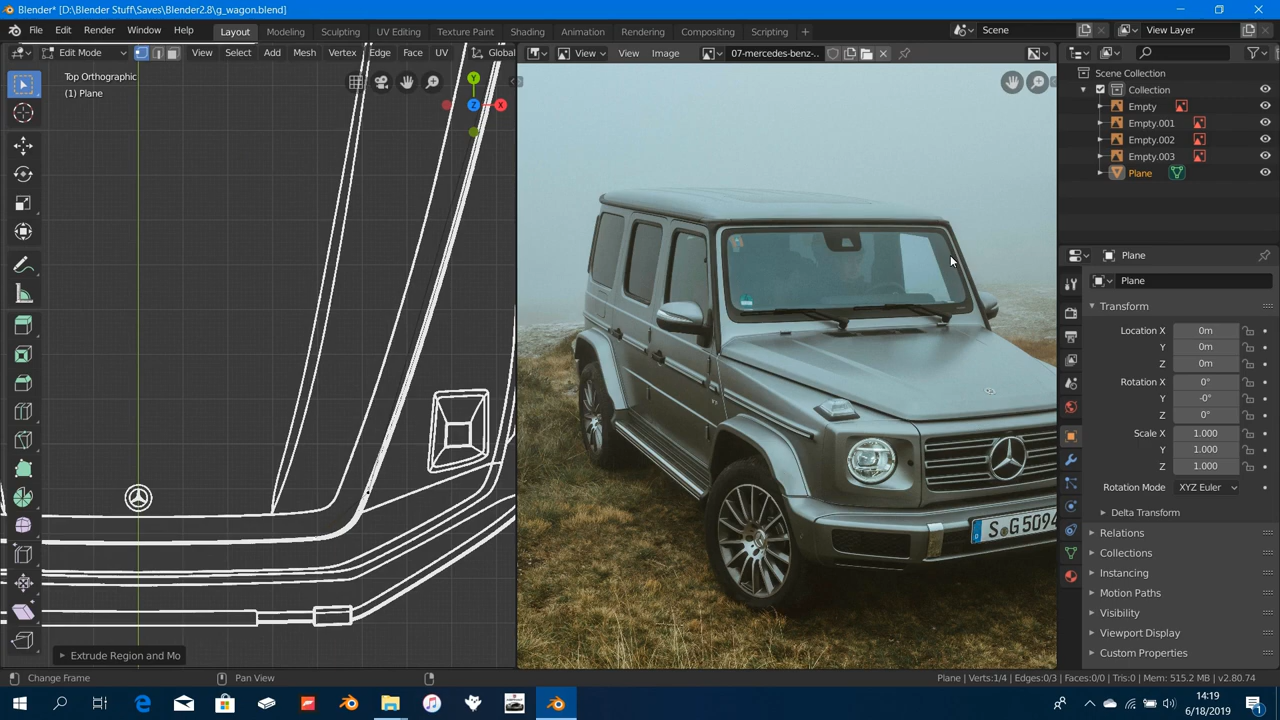 Blender* [D:\Blender Stuff\Saves\Blender2.8\g_wagon.blend]
File Edit Render Window Help Layout Modeling Sculpting UV Editing Texture Paint Shading Animation Rendering Compositing Scripting + Scene View Layer
Edit Mode View Select Add Mesh Vertex Edge Face UV Global View View Image 07-mercedes-benz-..
Top Orthographic
(1) Plane
Y
X
Z
Scene Collection
Collection
Empty
Empty.001
Empty.002
Empty.003
Plane
Plane
Plane
Transform
Location X 0m
Y 0m
Z 0m
Rotation X 0°
Y -0°
Z 0°
Scale X 1.000
Y 1.000
Z 1.000
Rotation Mode XYZ Euler
Delta Transform
Relations
Collections
Instancing
Motion Paths
Visibility
Viewport Display
Custom Properties
S G 5094
Extrude Region and Mo
Change Frame Pan View Plane | Verts:1/4 | Edges:0/3 | Faces:0/0 | Tris:0 | Mem: 515.2 MB | v2.80.74
14:19
6/18/2019